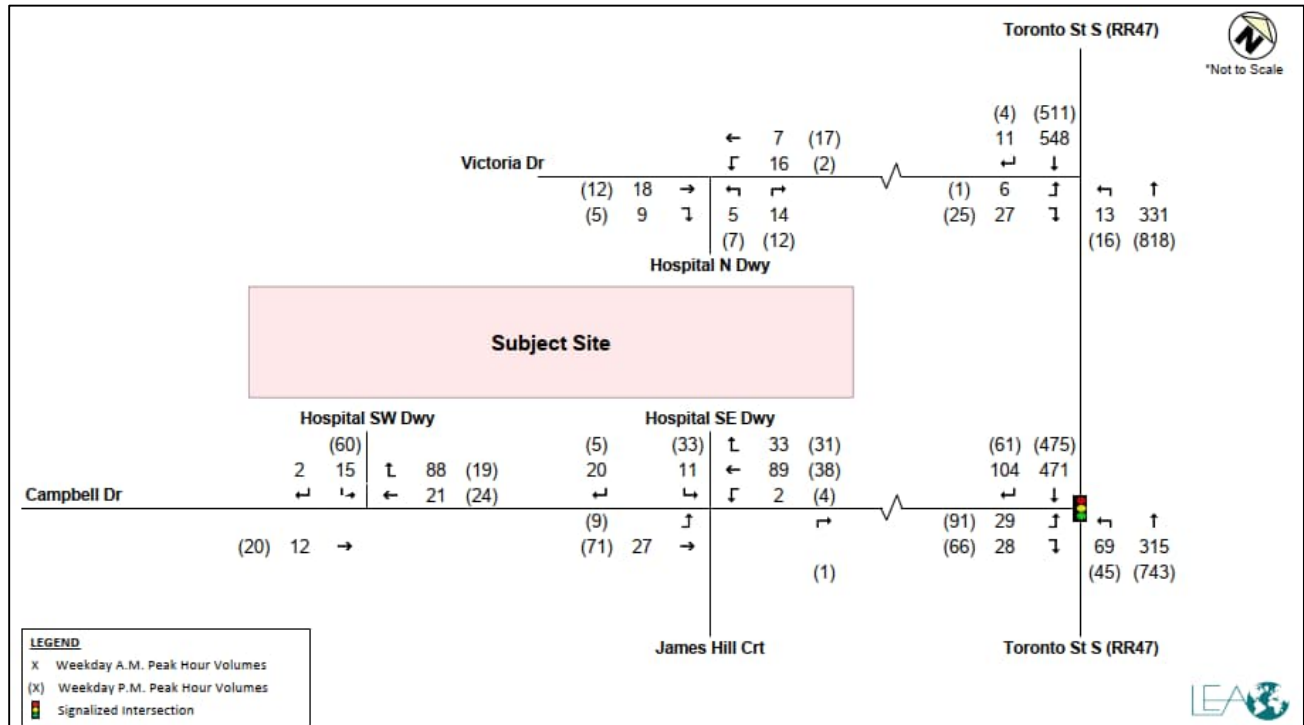 Toronto St S (RR47)
N
*Not to Scale
(4) (511)
← 7 (17) 11 548
Victoria Dr 16 (2)
(12) 18 → (1) 6 ↑
(5) 9 5 14 (25) 27 13 331
(7) (12) (16) (818)
Hospital N Dwy
Subject Site
Hospital SW Dwy Hospital SE Dwy
(60) (5) (33) 33 (31) (61) (475)
2 15 88 (19) 20 11 ← 89 (38) 104 471
Campbell Dr ← 21 (24) 2 (4)
(9) (91) 29 ↑
(20) 12 → (71) 27 → (66) 28 69 315
(1) (45) (743)
LEGEND
X Weekday A.M. Peak Hour Volumes
(X) Weekday P.M. Peak Hour Volumes
Signalized Intersection
James Hill Crt
Toronto St S (RR47)
LEA